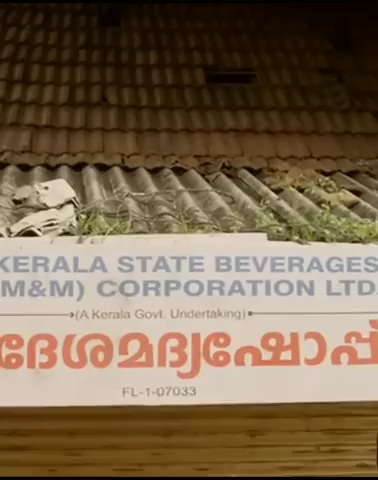 KERALA STATE BEVERAGES
(M&M) CORPORATION LTD.
(A Kerala Govt. Undertaking)
ദേശമദ്യഷോപ്പ്
FL-1-07033